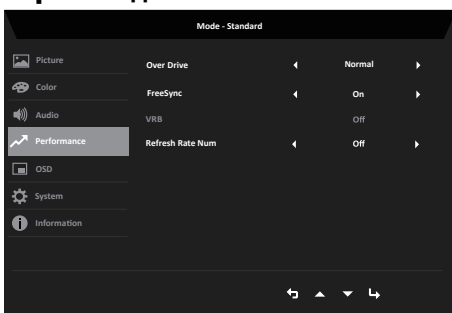 Mode - Standard
Picture
Over Drive Normal
Color
FreeSync On
Audio
VRB Off
Performance
Refresh Rate Num Off
OSD
System
Information